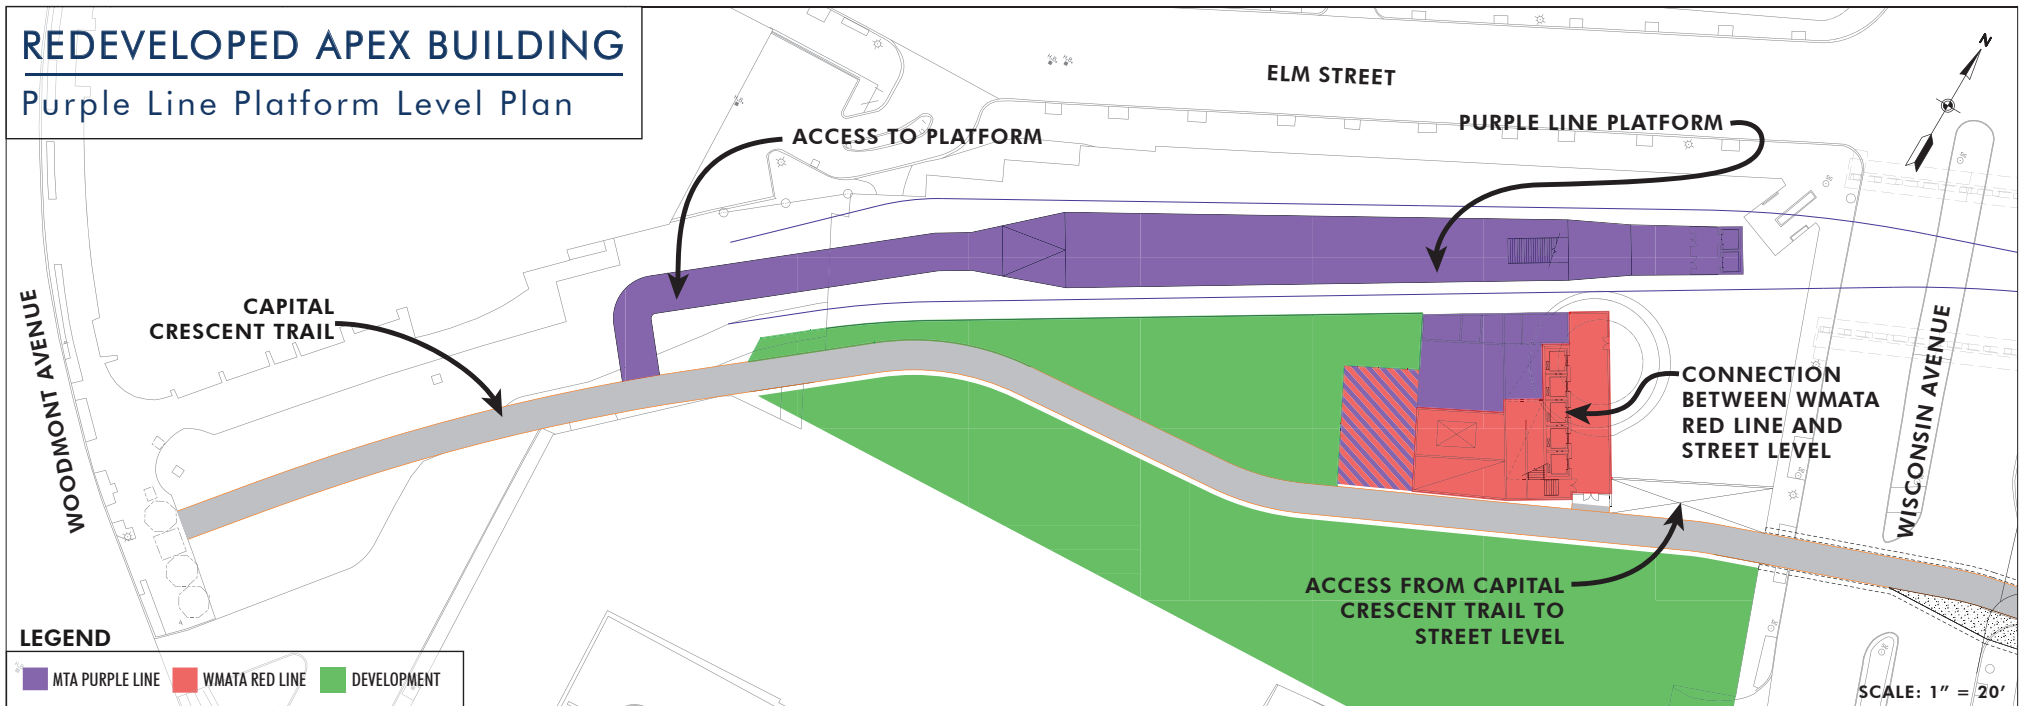 REDEVELOPED APEX BUILDING
Purple Line Platform Level Plan
ELM STREET
N
ACCESS TO PLATFORM
PURPLE LINE PLATFORM
CAPITAL
CRESCENT TRAIL
WOODMONT AVENUE
CONNECTION
BETWEEN WMATA
RED LINE AND
STREET LEVEL
WISCONSIN AVENUE
ACCESS FROM CAPITAL
CRESCENT TRAIL TO
STREET LEVEL
LEGEND
MTA PURPLE LINE
WMATA RED LINE
DEVELOPMENT
SCALE: 1" = 20'